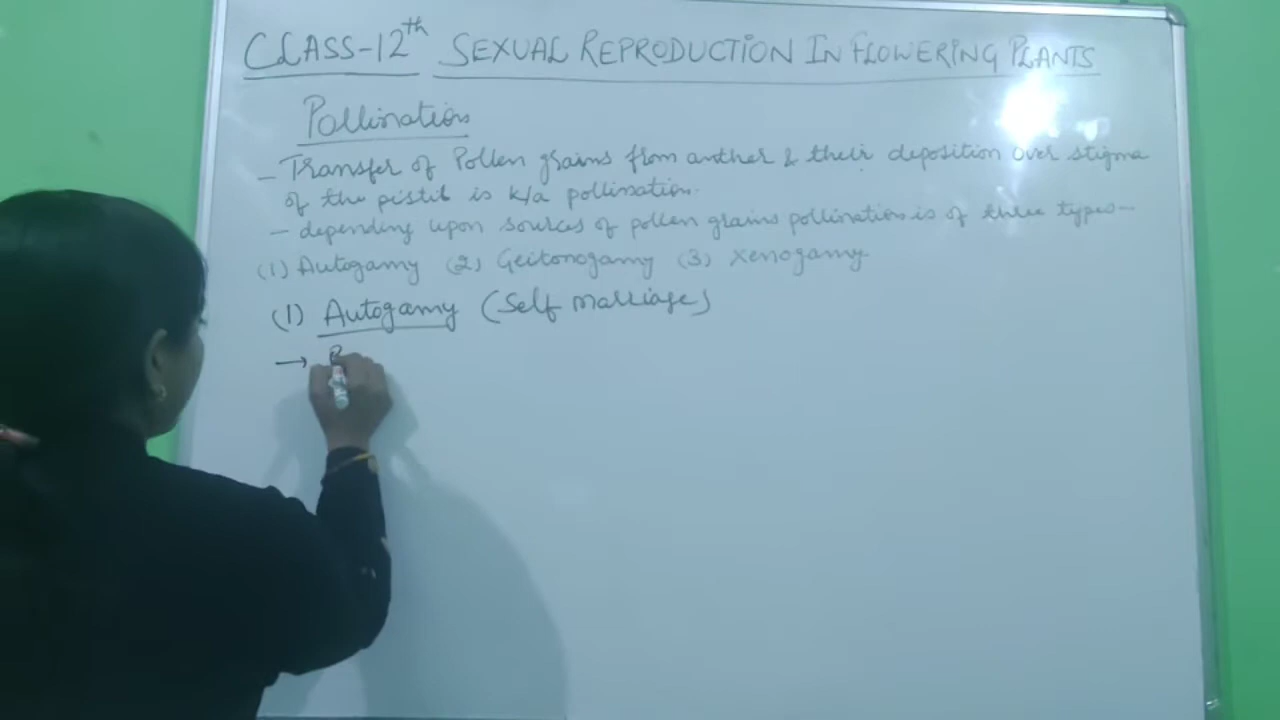 CLASS-12th SEXUAL REPRODUCTION IN FLOWERING PLANTS
Pollination
- Transfer of Pollen grains from anther & their deposition over stigma
of the pistil is k/a pollination.
- depending upon sources of pollen grains pollination is of three types-
(1) Autogamy (2) Geitonogamy (3) Xenogamy
(1) Autogamy (Self marriage)
→